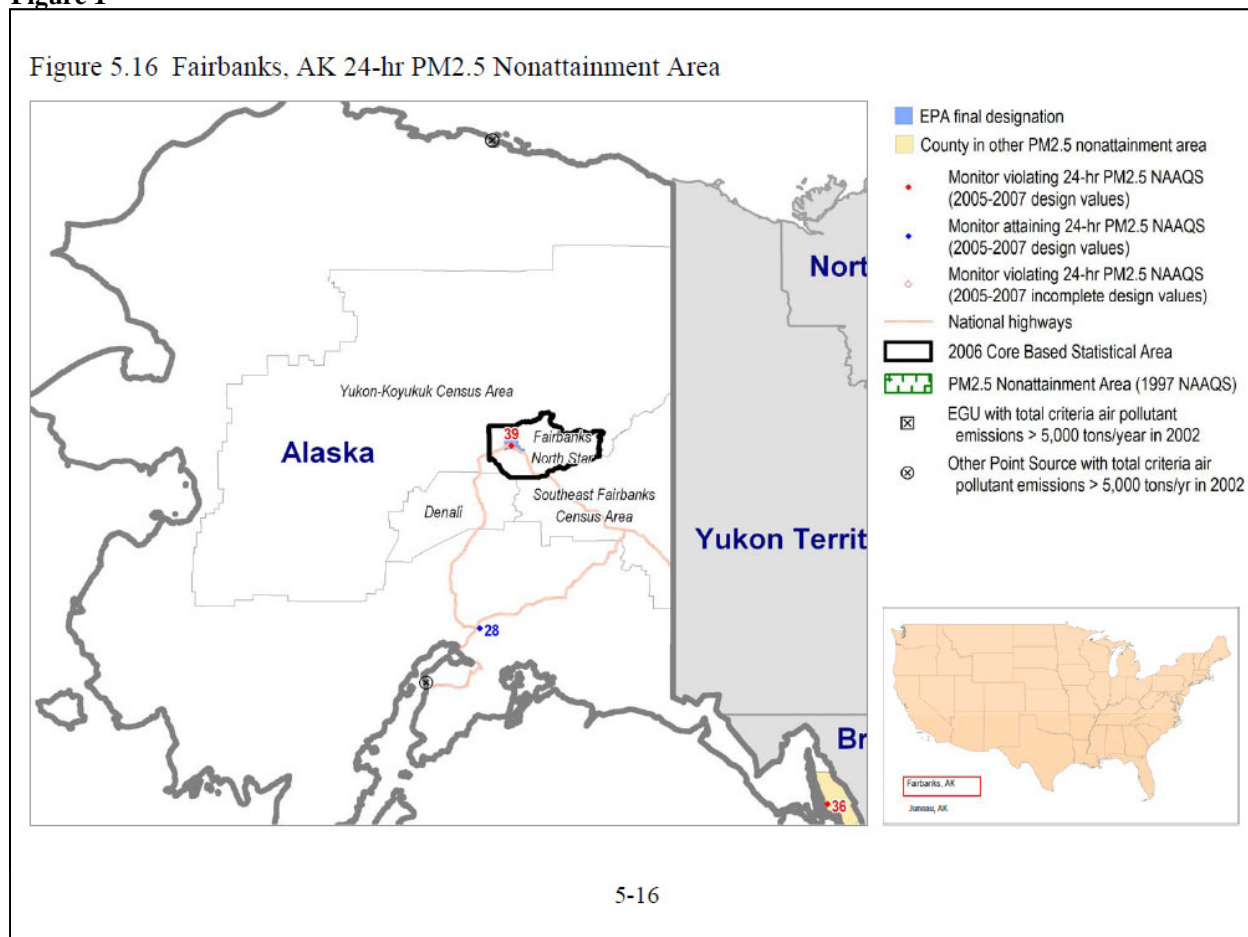 Figure 1
Figure 5.16 Fairbanks, AK 24-hr PM2.5 Nonattainment Area
EPA final designation
County in other PM2.5 nonattainment area
Monitor violating 24-hr PM2.5 NAAQS
(2005-2007 design values)
Monitor attaining 24-hr PM2.5 NAAQS
(2005-2007 design values)
Monitor violating 24-hr PM2.5 NAAQS
(2005-2007 incomplete design values)
National highways
2006 Core Based Statistical Area
PM2.5 Nonattainment Area (1997 NAAQS)
EGU with total criteria air pollutant
emissions > 5,000 tons/year in 2002
Other Point Source with total criteria air
pollutant emissions > 5,000 tons/yr in 2002
Nort
Yukon-Koyukuk Census Area
Alaska
39
Fairbanks
North Star
Denali
Southeast Fairbanks
Census Area
Yukon Territ
28
Br
36
Fairbanks, AK
Juneau, AK
5-16